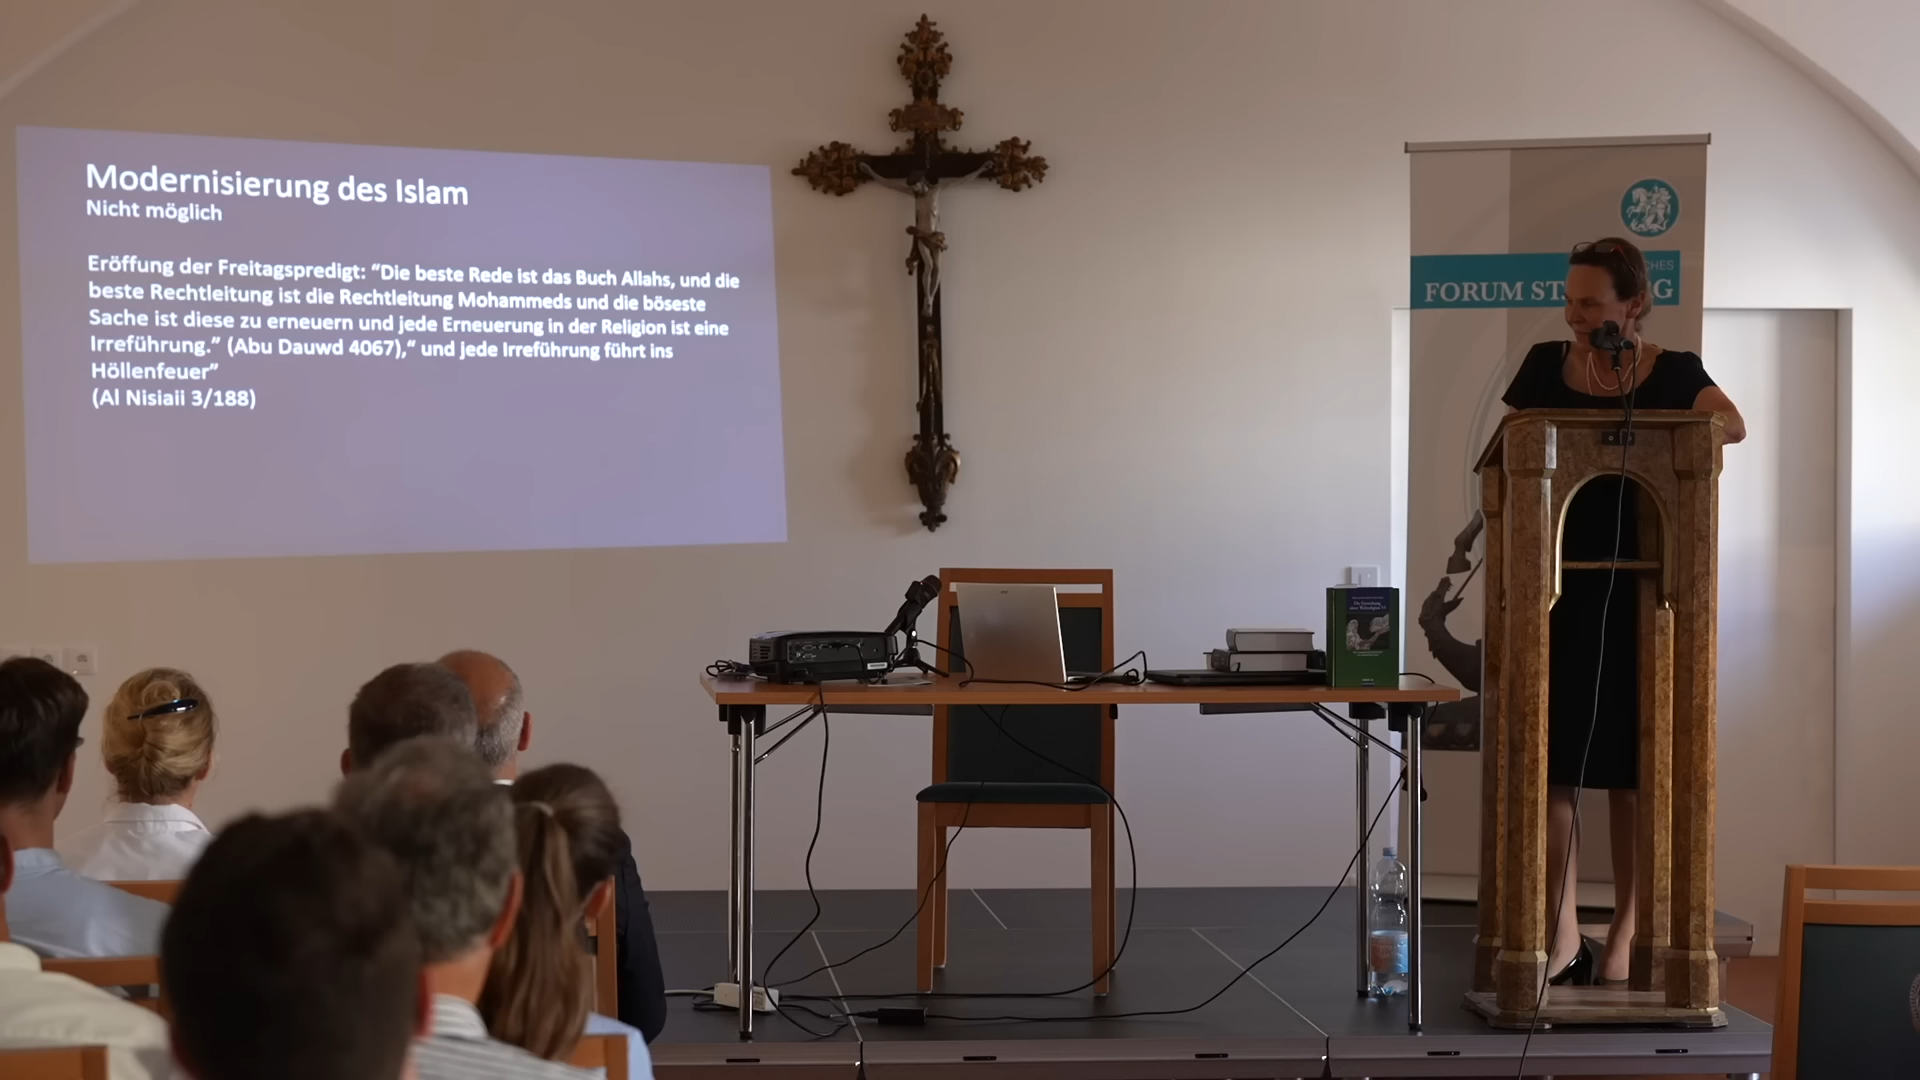 Modernisierung des Islam
Nicht möglich
Eröffung der Freitagspredigt: “Die beste Rede ist das Buch Allahs, und die
beste Rechtleitung ist die Rechtleitung Mohammeds und die böseste
Sache ist diese zu erneuern und jede Erneuerung in der Religion ist eine
Irreführung.” (Abu Dauwd 4067),“ und jede Irreführung führt ins
Höllenfeuer”
(Al Nisiaii 3/188)
CHES
FORUM ST G